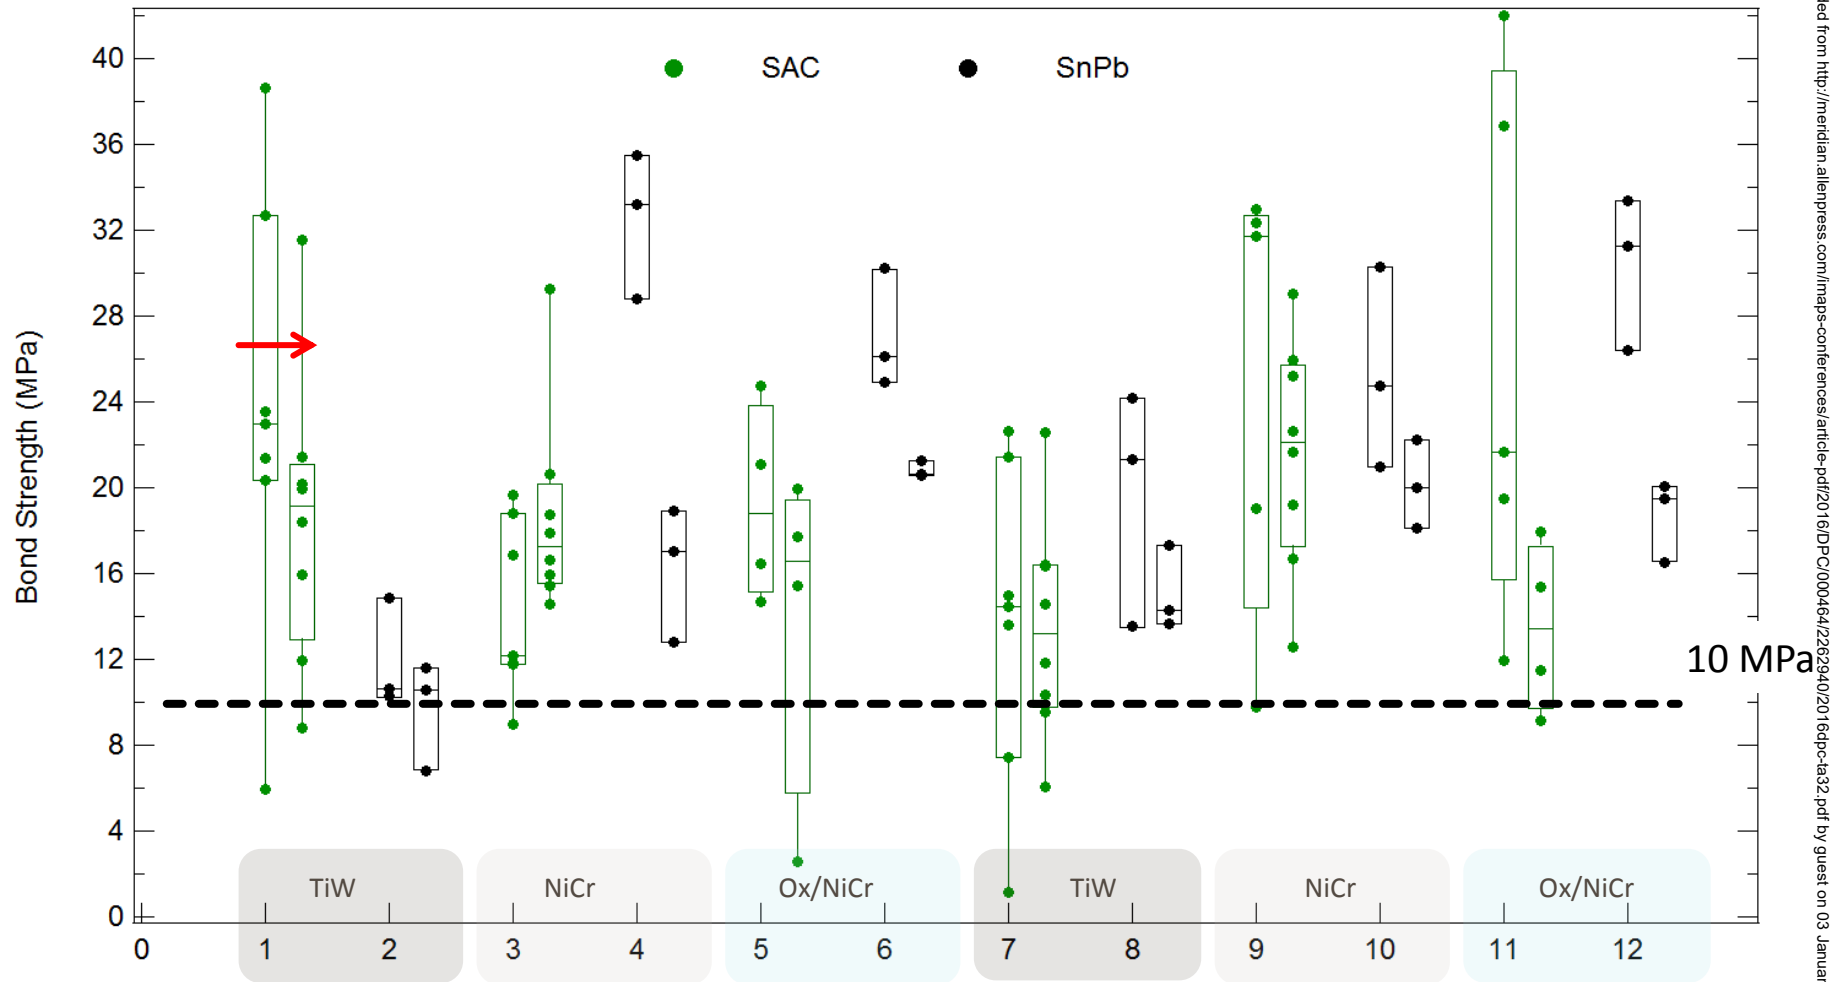 SAC SnPb
Bond Strength (MPa)
40
36
32
28
24
20
16
12
8
4
0
10 MPa
TiW NiCr Ox/NiCr TiW NiCr Ox/NiCr
0 1 2 3 4 5 6 7 8 9 10 11 12
ded from http://meridian.allenpress.com/imaps-conferences/article-pdf/2016/DPC/000464/2262940/2016dpc-ta32.pdf by guest on 03 Januar